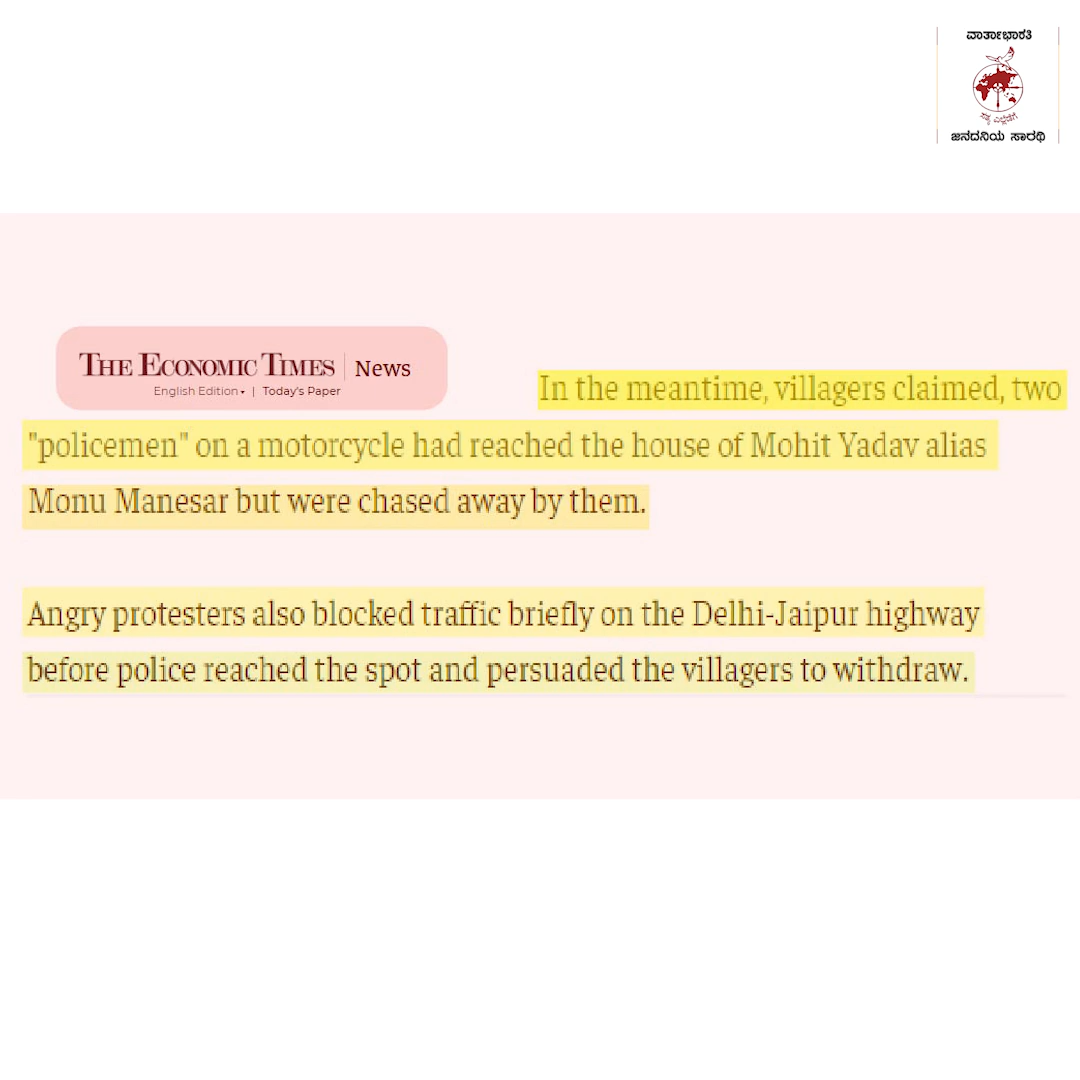 ವಾರ್ತಾಭಾರತಿ
ಸತ್ಯ ಎಲ್ಲೆಡೆಗೆ
ಜನದನಿಯ ಸಾರಥಿ
THE ECONOMIC TIMES | News
English Edition ▾ | Today's Paper
In the meantime, villagers claimed, two
"policemen" on a motorcycle had reached the house of Mohit Yadav alias
Monu Manesar but were chased away by them.
Angry protesters also blocked traffic briefly on the Delhi-Jaipur highway
before police reached the spot and persuaded the villagers to withdraw.